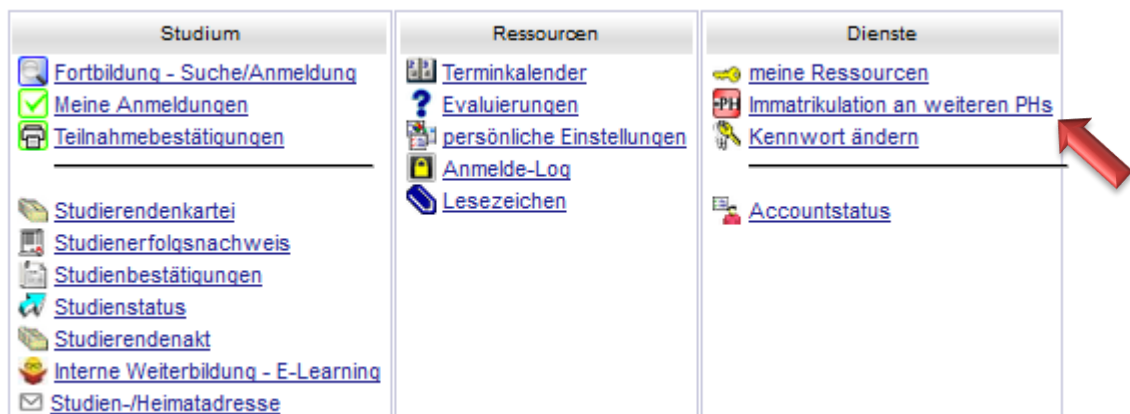 Studium
Fortbildung - Suche/Anmeldung
Meine Anmeldungen
Teilnahmebestätigungen
Studierendenkartei
Studienerfolgsnachweis
Studienbestätigungen
Studienstatus
Studierendenakt
Interne Weiterbildung - E-Learning
Studien-/Heimatadresse
Ressourcen
Terminkalender
Evaluierungen
persönliche Einstellungen
Anmelde-Log
Lesezeichen
Dienste
meine Ressourcen
-PH Immatrikulation an weiteren PHs
Kennwort ändern
Accountstatus